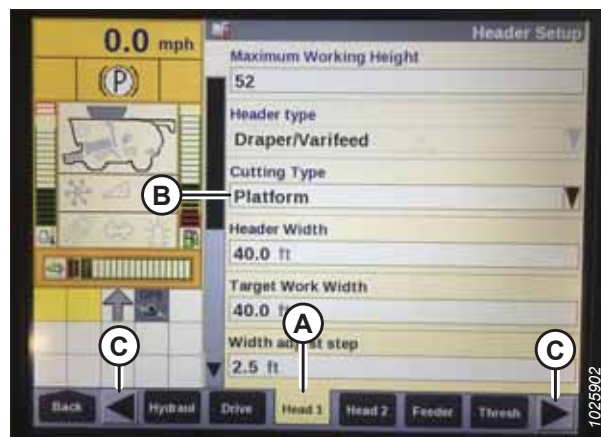 0.0 mph
Header Setup
Maximum Working Height
52
(P)
Header type
Draper/Varifeed
Cutting Type
B
Platform
Header Width
40.0 ft
Target Work Width
40.0 ft
A
Width adjust step
C
C
2.5 ft
Back
Hydraul
Drive
Head 1
Head 2
Feeder
Thresh
1025902